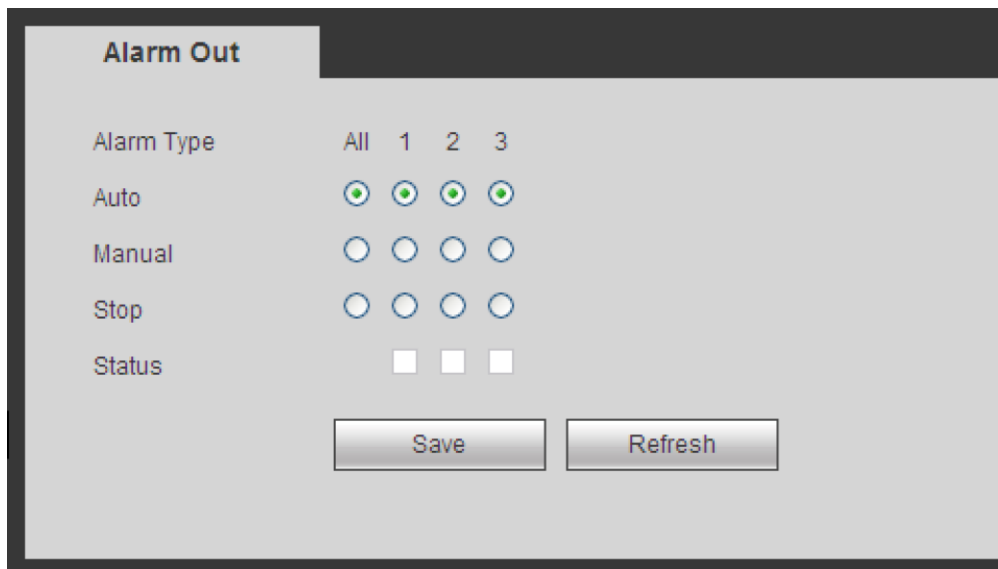 Alarm Out
Alarm Type All 1 2 3
Auto
Manual
Stop
Status
Save Refresh